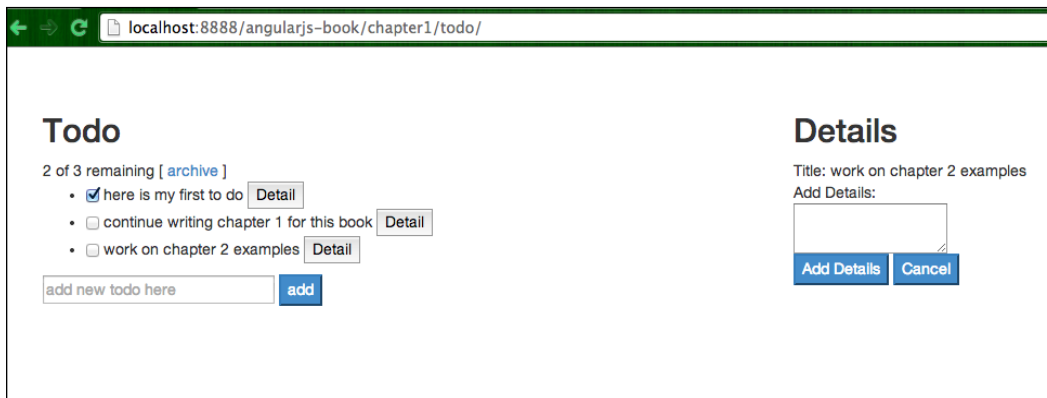 localhost:8888/angularjs-book/chapter1/todo/
Todo
2 of 3 remaining [ archive ]
here is my first to do Detail
continue writing chapter 1 for this book Detail
work on chapter 2 examples Detail
add new todo here add
Details
Title: work on chapter 2 examples
Add Details:
Add Details Cancel